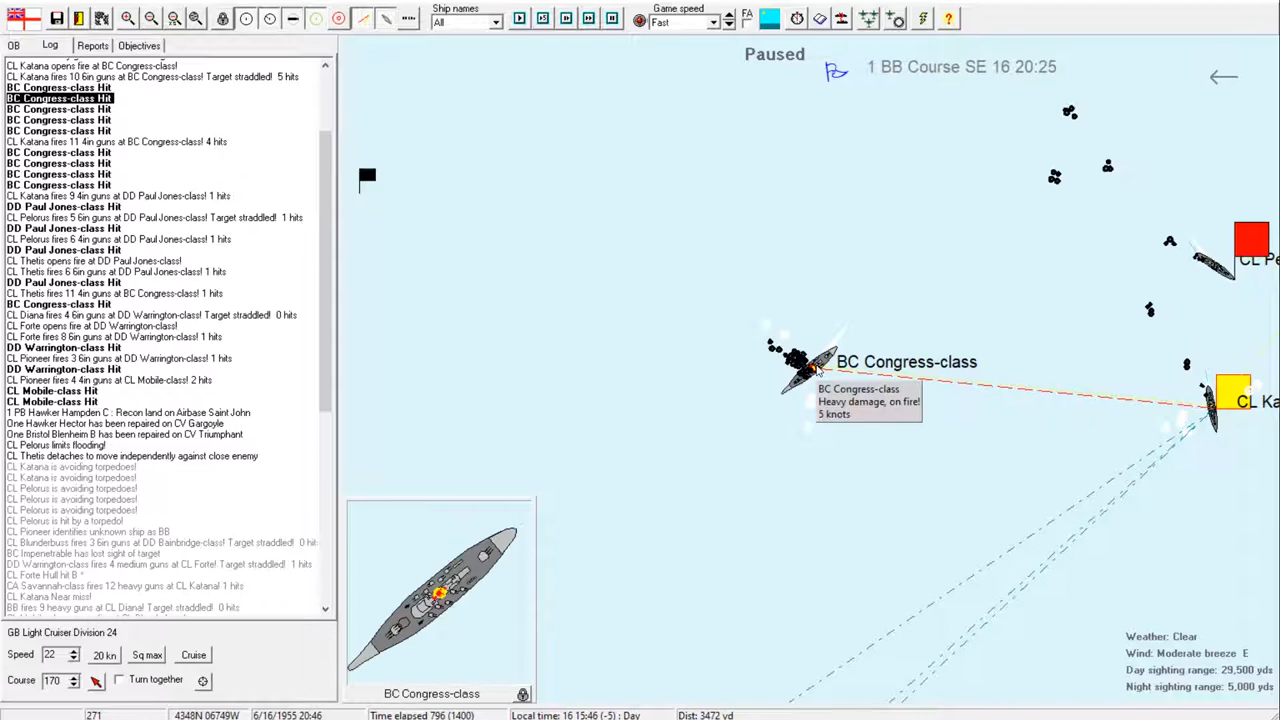 Ship names
All
Game speed
Fast
FA
OB
Log
Reports
Objectives
CL Katana opens fire at BC Congress-class!
CL Katana fires 10 6in guns at BC Congress-class! Target straddled! 5 hits
BC Congress-class Hit
BC Congress-class Hit
BC Congress-class Hit
BC Congress-class Hit
BC Congress-class Hit
CL Katana fires 11 4in guns at BC Congress-class! 4 hits
BC Congress-class Hit
BC Congress-class Hit
BC Congress-class Hit
BC Congress-class Hit
CL Katana fires 9 4in guns at DD Paul Jones-class! 1 hits
DD Paul Jones-class Hit
CL Pelorus fires 5 6in guns at DD Paul Jones-class! Target straddled! 1 hits
DD Paul Jones-class Hit
CL Pelorus fires 6 4in guns at DD Paul Jones-class! 1 hits
DD Paul Jones-class Hit
CL Thetis opens fire at DD Paul Jones-class!
CL Thetis fires 6 6in guns at DD Paul Jones-class! 1 hits
DD Paul Jones-class Hit
CL Thetis fires 11 4in guns at BC Congress-class! 1 hits
BC Congress-class Hit
CL Diana fires 4 6in guns at DD Warrington-class! Target straddled! 0 hits
CL Forte opens fire at DD Warrington-class!
CL Forte fires 8 6in guns at DD Warrington-class! 1 hits
DD Warrington-class Hit
CL Pioneer fires 3 6in guns at DD Warrington-class! 1 hits
DD Warrington-class Hit
CL Pioneer fires 4 4in guns at CL Mobile-class! 2 hits
CL Mobile-class Hit
CL Mobile-class Hit
1 PB Hawker Hampden C : Recon land on Airbase Saint John
One Hawker Hector has been repaired on CV Gargoyle
One Bristol Blenheim B has been repaired on CV Triumphant
CL Pelorus limits flooding!
CL Thetis detaches to move independently against close enemy
CL Katana is avoiding torpedoes!
CL Katana is avoiding torpedoes!
CL Pelorus is avoiding torpedoes!
CL Pelorus is avoiding torpedoes!
CL Pelorus is avoiding torpedoes!
CL Pelorus is hit by a torpedo!
CL Pioneer identifies unknown ship as BB
CL Blunderbuss fires 3 6in guns at DD Bainbridge-class! Target straddled! 0 hit
BC Impenetrable has lost sight of target
DD Warrington-class fires 4 medium guns at CL Forte! Target straddled! 1 hits
CL Forte Hull hit B *
CA Savannah-class fires 12 heavy guns at CL Katana! 1 hits
CL Katana Near miss!
BB fires 9 heavy guns at CL Diana! Target straddled! 0 hits
GB Light Cruiser Division 24
Speed 22 20 kn Sq max Cruise
Course 170 Turn together
Paused
1 BB Course SE 16 20:25
CL Pe
BC Congress-class
BC Congress-class
Heavy damage, on fire!
5 knots
CL Ka
BC Congress-class
Weather: Clear
Wind: Moderate breeze E
Day sighting range: 29,500 yds
Night sighting range: 5,000 yds
271 4348N 06749W 6/16/1955 20:46 Time elapsed 796 (1400) Local time: 16 15:46 (-5) : Day Dist: 3472 yd